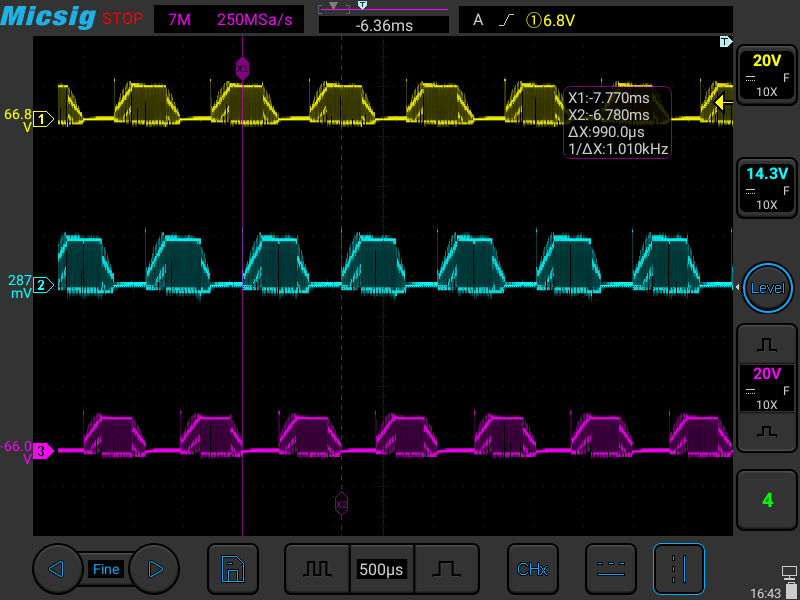 Micsig STOP 7M 250MSa/s T -6.36ms A ①6.8V
T
X1
20V
F
10X
66.8 V 1
X1:-7.770ms
X2:-6.780ms
ΔX:990.0μs
1/ΔX:1.010kHz
14.3V
F
10X
287 mV 2
Level
20V
F
10X
-66.0 V 3
X2
4
Fine 500μs CHx
16:43